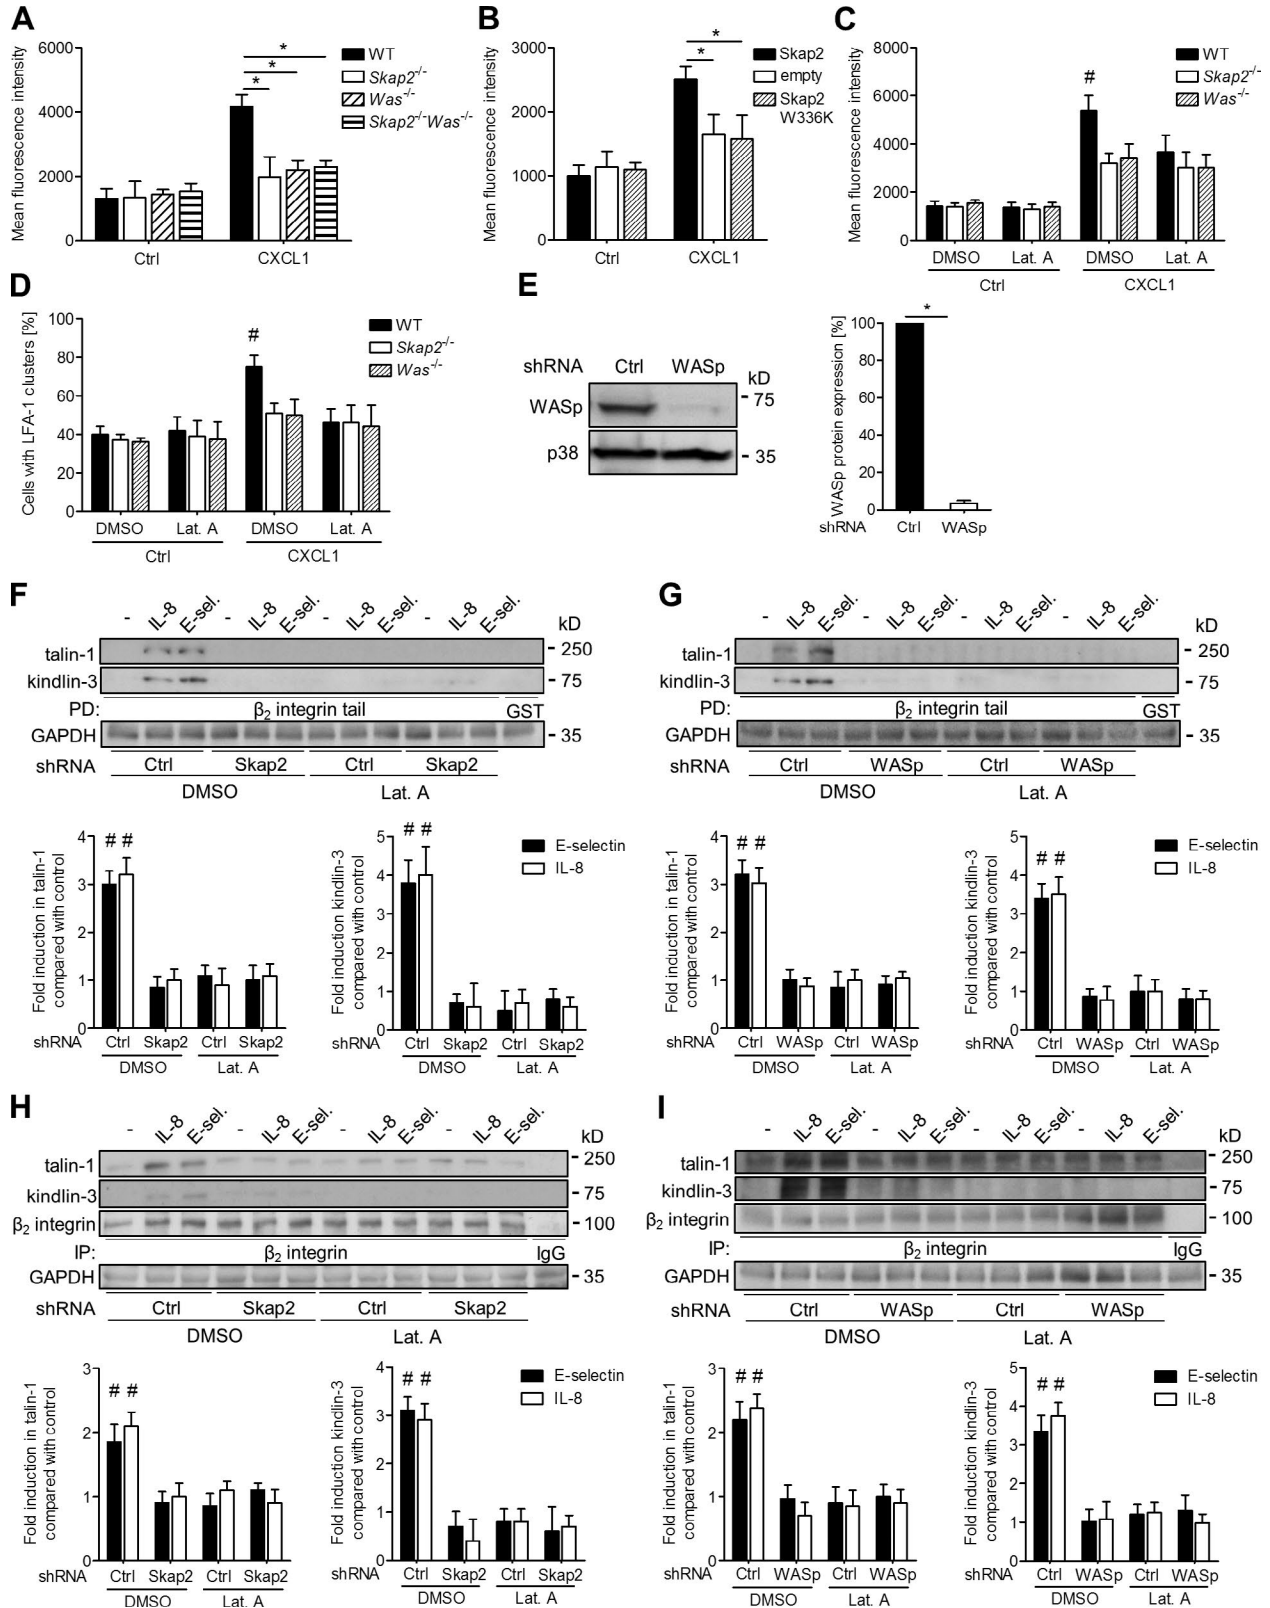 A
Mean fluorescence intensity
6000
4000
2000
0
Ctrl
CXCL1
*
*
*
WT
Skap2-/-
Was-/-
Skap2-/-Was-/-
B
Mean fluorescence intensity
3000
2000
1000
0
Ctrl
CXCL1
*
*
Skap2
empty
Skap2
W336K
C
Mean fluorescence intensity
8000
6000
4000
2000
0
#
DMSO Lat. A DMSO Lat. A
Ctrl CXCL1
WT
Skap2-/-
Was-/-
D
Cells with LFA-1 clusters [%]
100
80
60
40
20
0
#
DMSO Lat. A DMSO Lat. A
Ctrl CXCL1
WT
Skap2-/-
Was-/-
E
shRNA Ctrl WASp kD
WASp - 75
p38 - 35
WASp protein expression [%]
100
80
60
40
20
0
*
shRNA Ctrl WASp
F
- IL-8 E-sel. - IL-8 E-sel. - IL-8 E-sel. - IL-8 E-sel. kD
talin-1 - 250
kindlin-3 - 75
PD: β2 integrin tail GST
GAPDH - 35
shRNA Ctrl Skap2 Ctrl Skap2
DMSO Lat. A
Fold induction in talin-1
compared with control
4
3
2
1
0
# #
shRNA Ctrl Skap2 Ctrl Skap2
DMSO Lat. A
Fold induction kindlin-3
compared with control
5
4
3
2
1
0
# #
shRNA Ctrl Skap2 Ctrl Skap2
DMSO Lat. A
E-selectin
IL-8
G
- IL-8 E-sel. - IL-8 E-sel. - IL-8 E-sel. - IL-8 E-sel. kD
talin-1 - 250
kindlin-3 - 75
PD: β2 integrin tail GST
GAPDH - 35
shRNA Ctrl WASp Ctrl WASp
DMSO Lat. A
Fold induction in talin-1
compared with control
4
3
2
1
0
# #
shRNA Ctrl WASp Ctrl WASp
DMSO Lat. A
Fold induction kindlin-3
compared with control
5
4
3
2
1
0
# #
shRNA Ctrl WASp Ctrl WASp
DMSO Lat. A
E-selectin
IL-8
H
- IL-8 E-sel. - IL-8 E-sel. - IL-8 E-sel. - IL-8 E-sel. kD
talin-1 - 250
kindlin-3 - 75
β2 integrin - 100
IP: β2 integrin IgG
GAPDH - 35
shRNA Ctrl Skap2 Ctrl Skap2
DMSO Lat. A
Fold induction in talin-1
compared with control
3
2
1
0
# #
shRNA Ctrl Skap2 Ctrl Skap2
DMSO Lat. A
Fold induction kindlin-3
compared with control
4
3
2
1
0
# #
shRNA Ctrl Skap2 Ctrl Skap2
DMSO Lat. A
E-selectin
IL-8
I
- IL-8 E-sel. - IL-8 E-sel. - IL-8 E-sel. - IL-8 E-sel. kD
talin-1 - 250
kindlin-3 - 75
β2 integrin - 100
IP: β2 integrin IgG
GAPDH - 35
shRNA Ctrl WASp Ctrl WASp
DMSO Lat. A
Fold induction in talin-1
compared with control
3
2
1
0
# #
shRNA Ctrl WASp Ctrl WASp
DMSO Lat. A
Fold induction kindlin-3
compared with control
5
4
3
2
1
0
# #
shRNA Ctrl WASp Ctrl WASp
DMSO Lat. A
E-selectin
IL-8